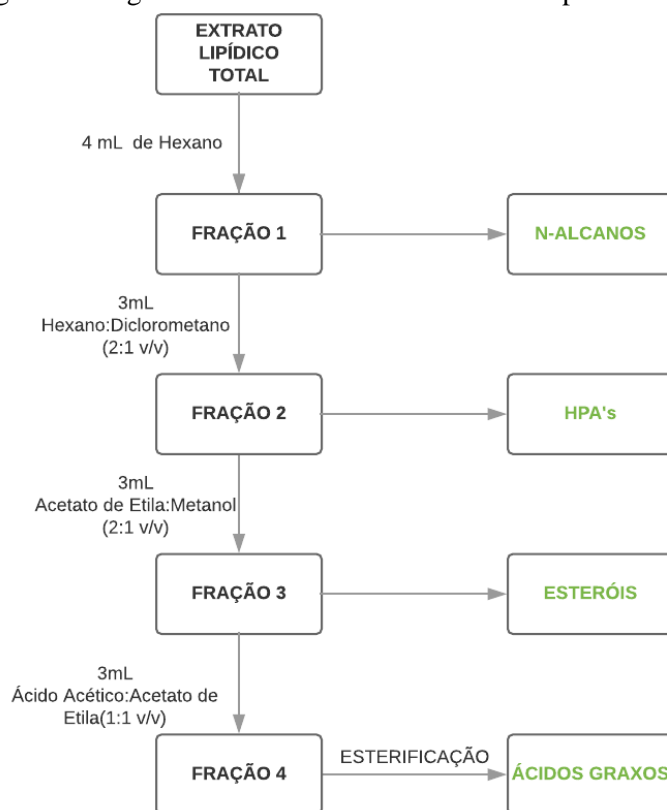 EXTRATO
LIPÍDICO
TOTAL
4 mL de Hexano
FRAÇÃO 1
N-ALCANOS
3mL
Hexano:Diclorometano
(2:1 v/v)
FRAÇÃO 2
HPA's
3mL
Acetato de Etila:Metanol
(2:1 v/v)
FRAÇÃO 3
ESTERÓIS
3mL
Ácido Acético:Acetato de
Etila(1:1 v/v)
FRAÇÃO 4
ESTERIFICAÇÃO
ÁCIDOS GRAXOS